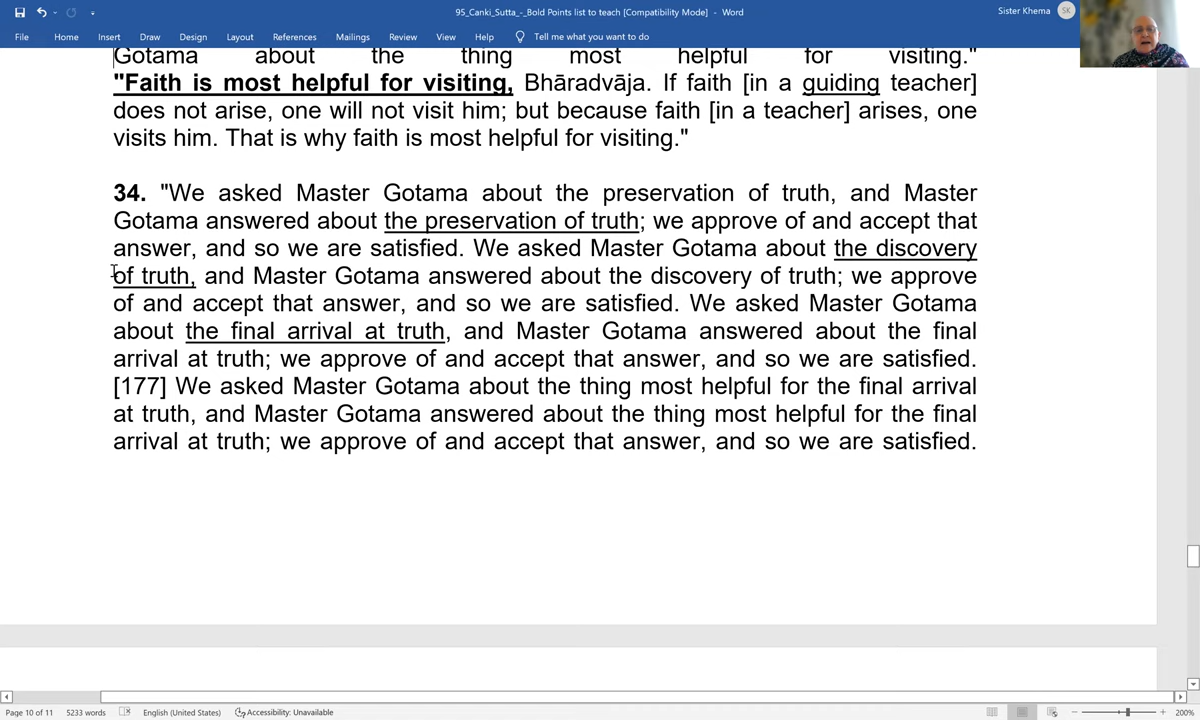 95_Canki_Sutta_-_Bold Points list to teach [Compatibility Mode] - Word
Sister Khema
SK
File Home Insert Draw Design Layout References Mailings Review View Help Tell me what you want to do
Gotama about the thing most helpful for visiting."
"Faith is most helpful for visiting, Bhāradvāja. If faith [in a guiding teacher]
does not arise, one will not visit him; but because faith [in a teacher] arises, one
visits him. That is why faith is most helpful for visiting."
34. "We asked Master Gotama about the preservation of truth, and Master
Gotama answered about the preservation of truth; we approve of and accept that
answer, and so we are satisfied. We asked Master Gotama about the discovery
of truth, and Master Gotama answered about the discovery of truth; we approve
of and accept that answer, and so we are satisfied. We asked Master Gotama
about the final arrival at truth, and Master Gotama answered about the final
arrival at truth; we approve of and accept that answer, and so we are satisfied.
[177] We asked Master Gotama about the thing most helpful for the final arrival
at truth, and Master Gotama answered about the thing most helpful for the final
arrival at truth; we approve of and accept that answer, and so we are satisfied.
Page 10 of 11 5233 words English (United States) Accessibility: Unavailable 200%